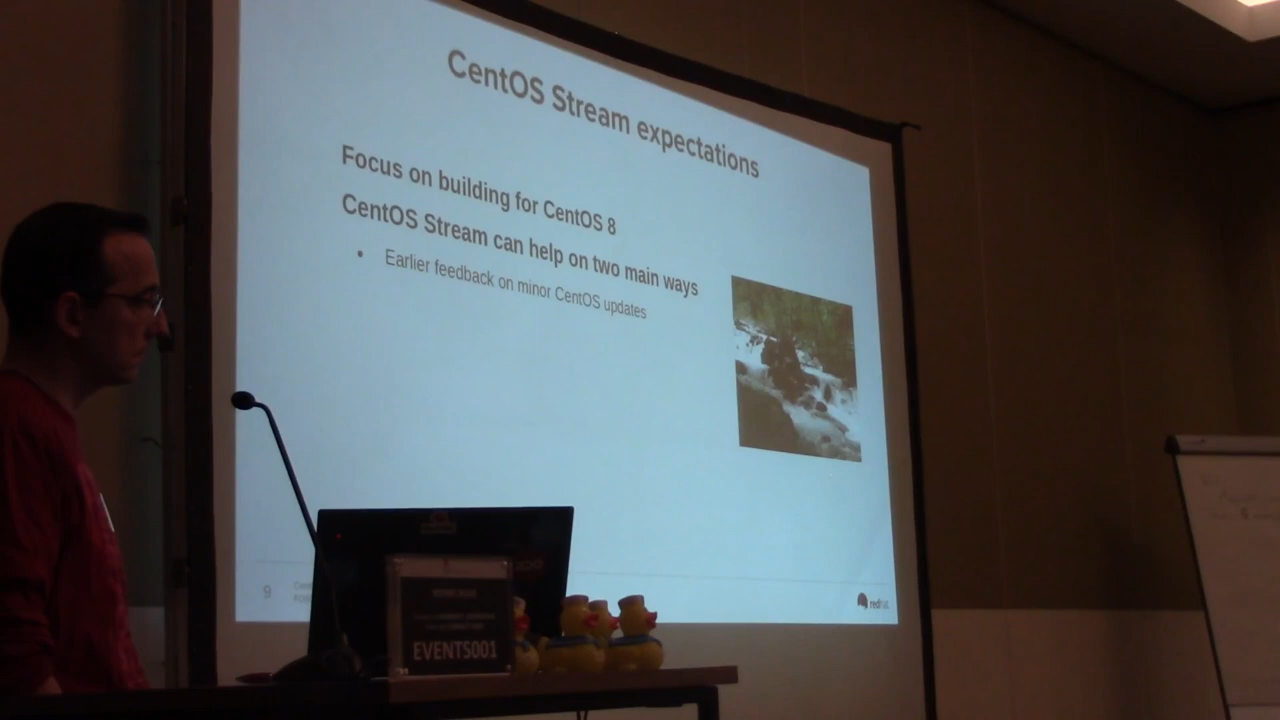 CentOS Stream expectations
Focus on building for CentOS 8
CentOS Stream can help on two main ways
• Earlier feedback on minor CentOS updates
9
redhat
EVENTS001